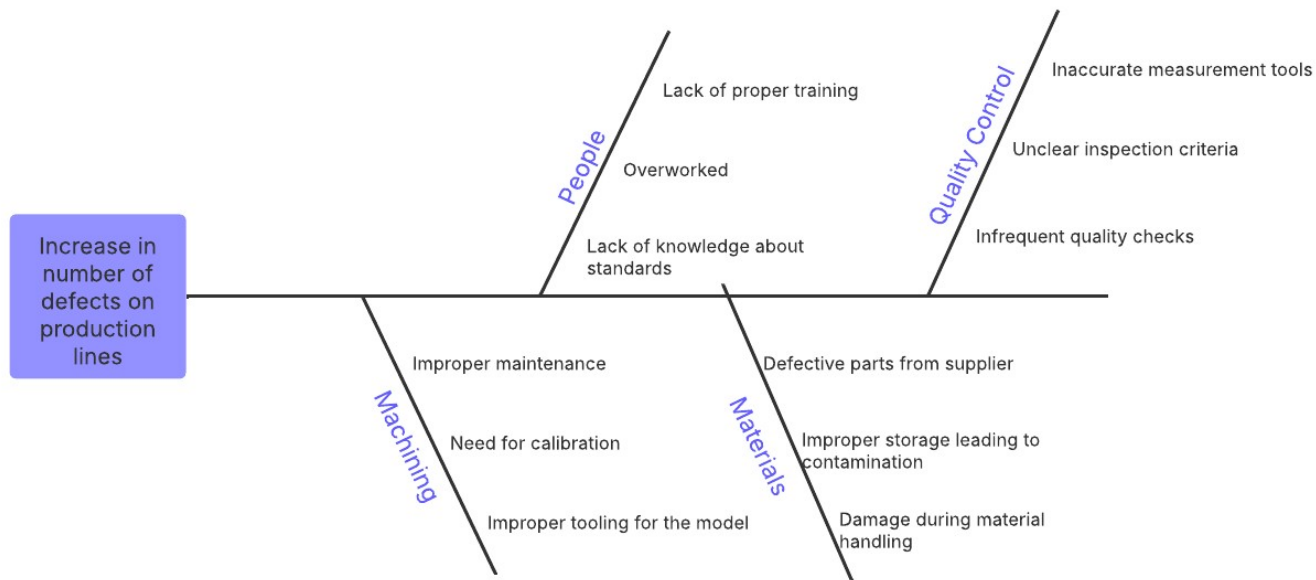 Increase in
number of
defects on
production
lines
People
Lack of proper training
Overworked
Lack of knowledge about
standards
Quality Control
Inaccurate measurement tools
Unclear inspection criteria
Infrequent quality checks
Machining
Improper maintenance
Need for calibration
Improper tooling for the model
Materials
Defective parts from supplier
Improper storage leading to
contamination
Damage during material
handling